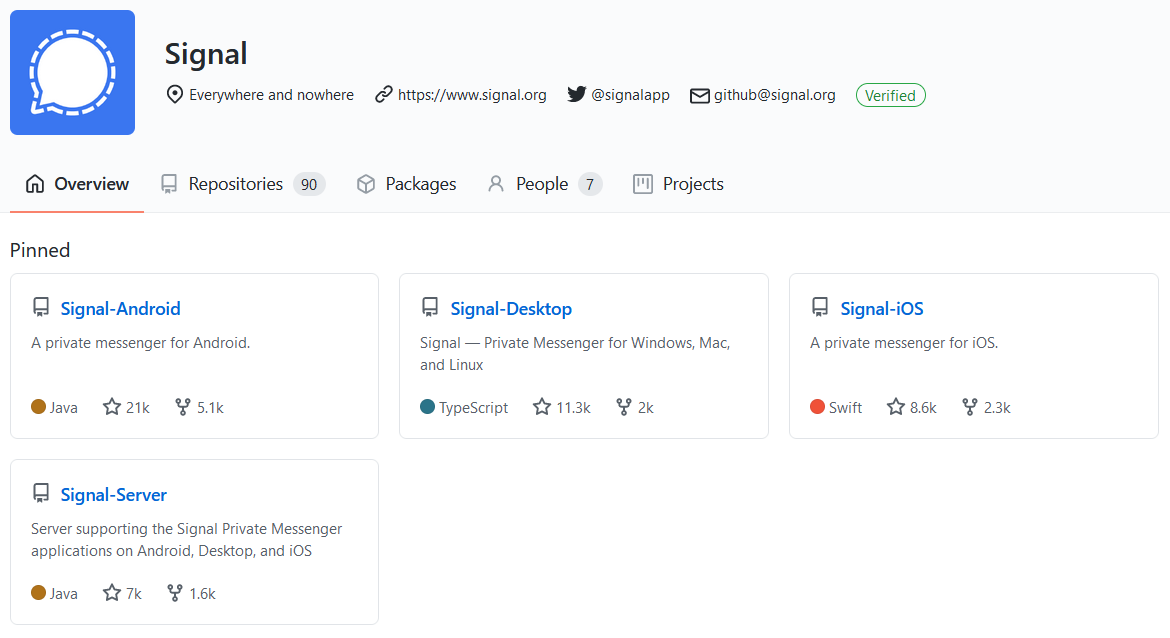 Signal
Everywhere and nowhere https://www.signal.org @signalapp github@signal.org Verified
Overview Repositories 90 Packages People 7 Projects
Pinned
Signal-Android
A private messenger for Android.
Java 21k 5.1k
Signal-Desktop
Signal — Private Messenger for Windows, Mac,
and Linux
TypeScript 11.3k 2k
Signal-iOS
A private messenger for iOS.
Swift 8.6k 2.3k
Signal-Server
Server supporting the Signal Private Messenger
applications on Android, Desktop, and iOS
Java 7k 1.6k